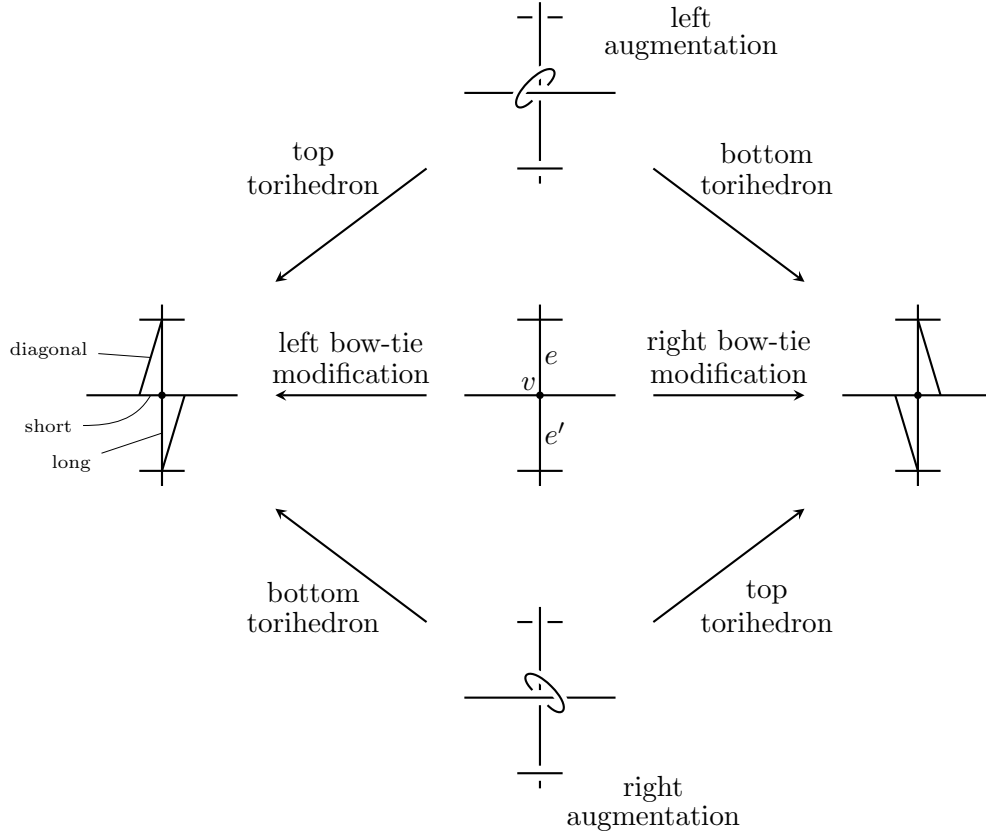 left
augmentation
top
torihedron
bottom
torihedron
left bow-tie
modification
e
v
e′
right bow-tie
modification
diagonal
short
long
bottom
torihedron
top
torihedron
right
augmentation